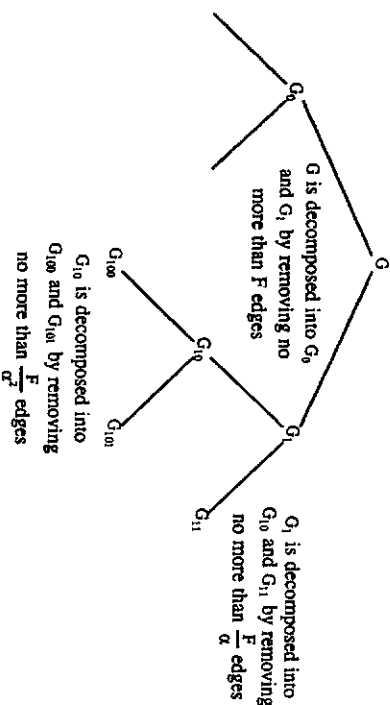 G
G₀
G is decomposed into G₀
and G₁ by removing no
more than F edges
G₁
G₁ is decomposed into
G₁₀ and G₁₁ by removing
no more than F/α edges
G₁₀
G₁₁
G₁₀₀
G₁₀₁
G₁₀ is decomposed into
G₁₀₀ and G₁₀₁ by removing
no more than F/α² edges